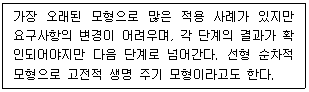 가장 오래된 모형으로 많은 적용 사례가 있지만
요구사항의 변경이 어려우며, 각 단계의 결과가 확
인되어야지만 다음 단계로 넘어간다. 선형 순차적
모형으로 고전적 생명 주기 모형이라고도 한다.